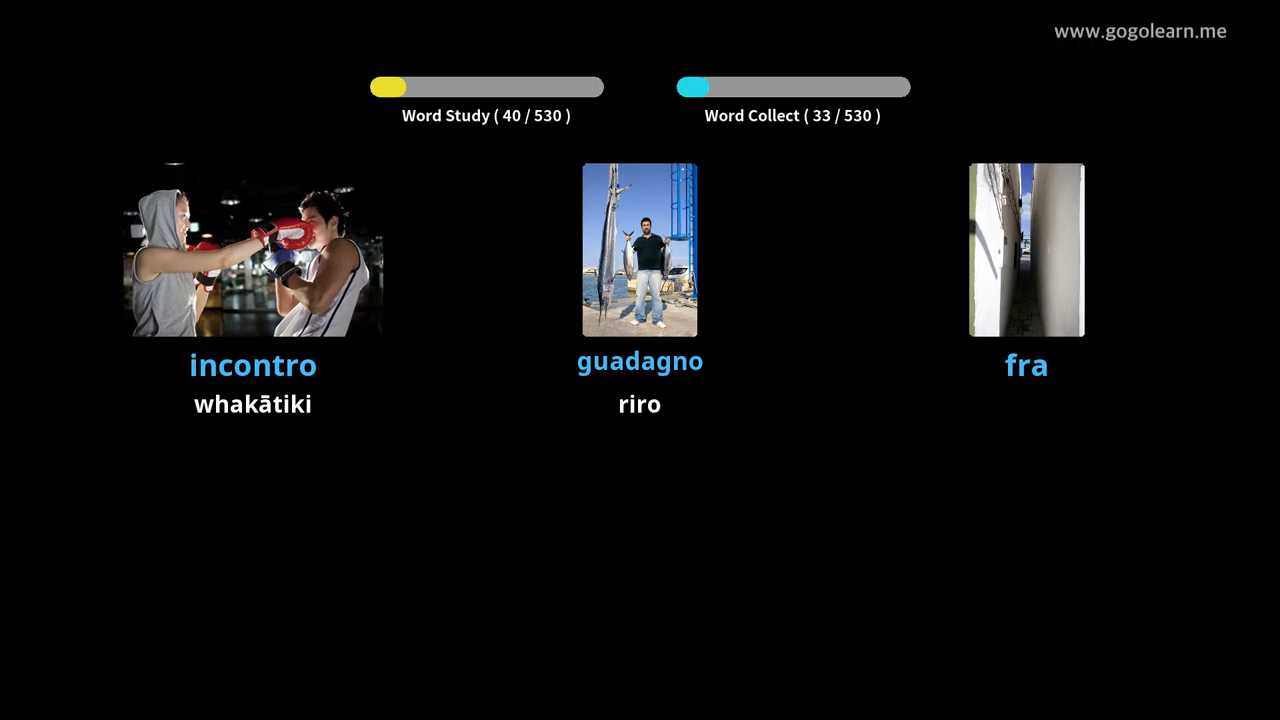 www.gogolearn.me
Word Study ( 40 / 530 )
Word Collect ( 33 / 530 )
incontro
whakātiki
guadagno
riro
fra